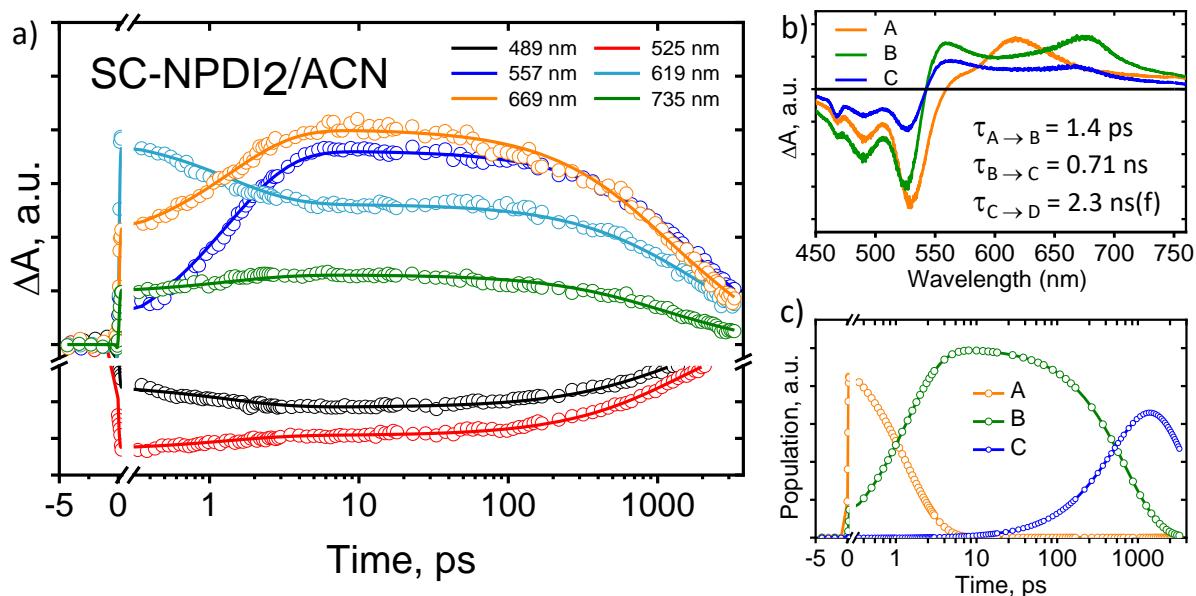 a)
SC-NPDI2/ACN
489 nm
557 nm
669 nm
525 nm
619 nm
735 nm
ΔA, a.u.
-5 0 1 10 100 1000
Time, ps
b)
A
B
C
τA→B = 1.4 ps
τB→C = 0.71 ns
τC→D = 2.3 ns(f)
ΔA, a.u.
450 500 550 600 650 700 750
Wavelength (nm)
c)
A
B
C
Population, a.u.
-5 0 1 10 100 1000
Time, ps